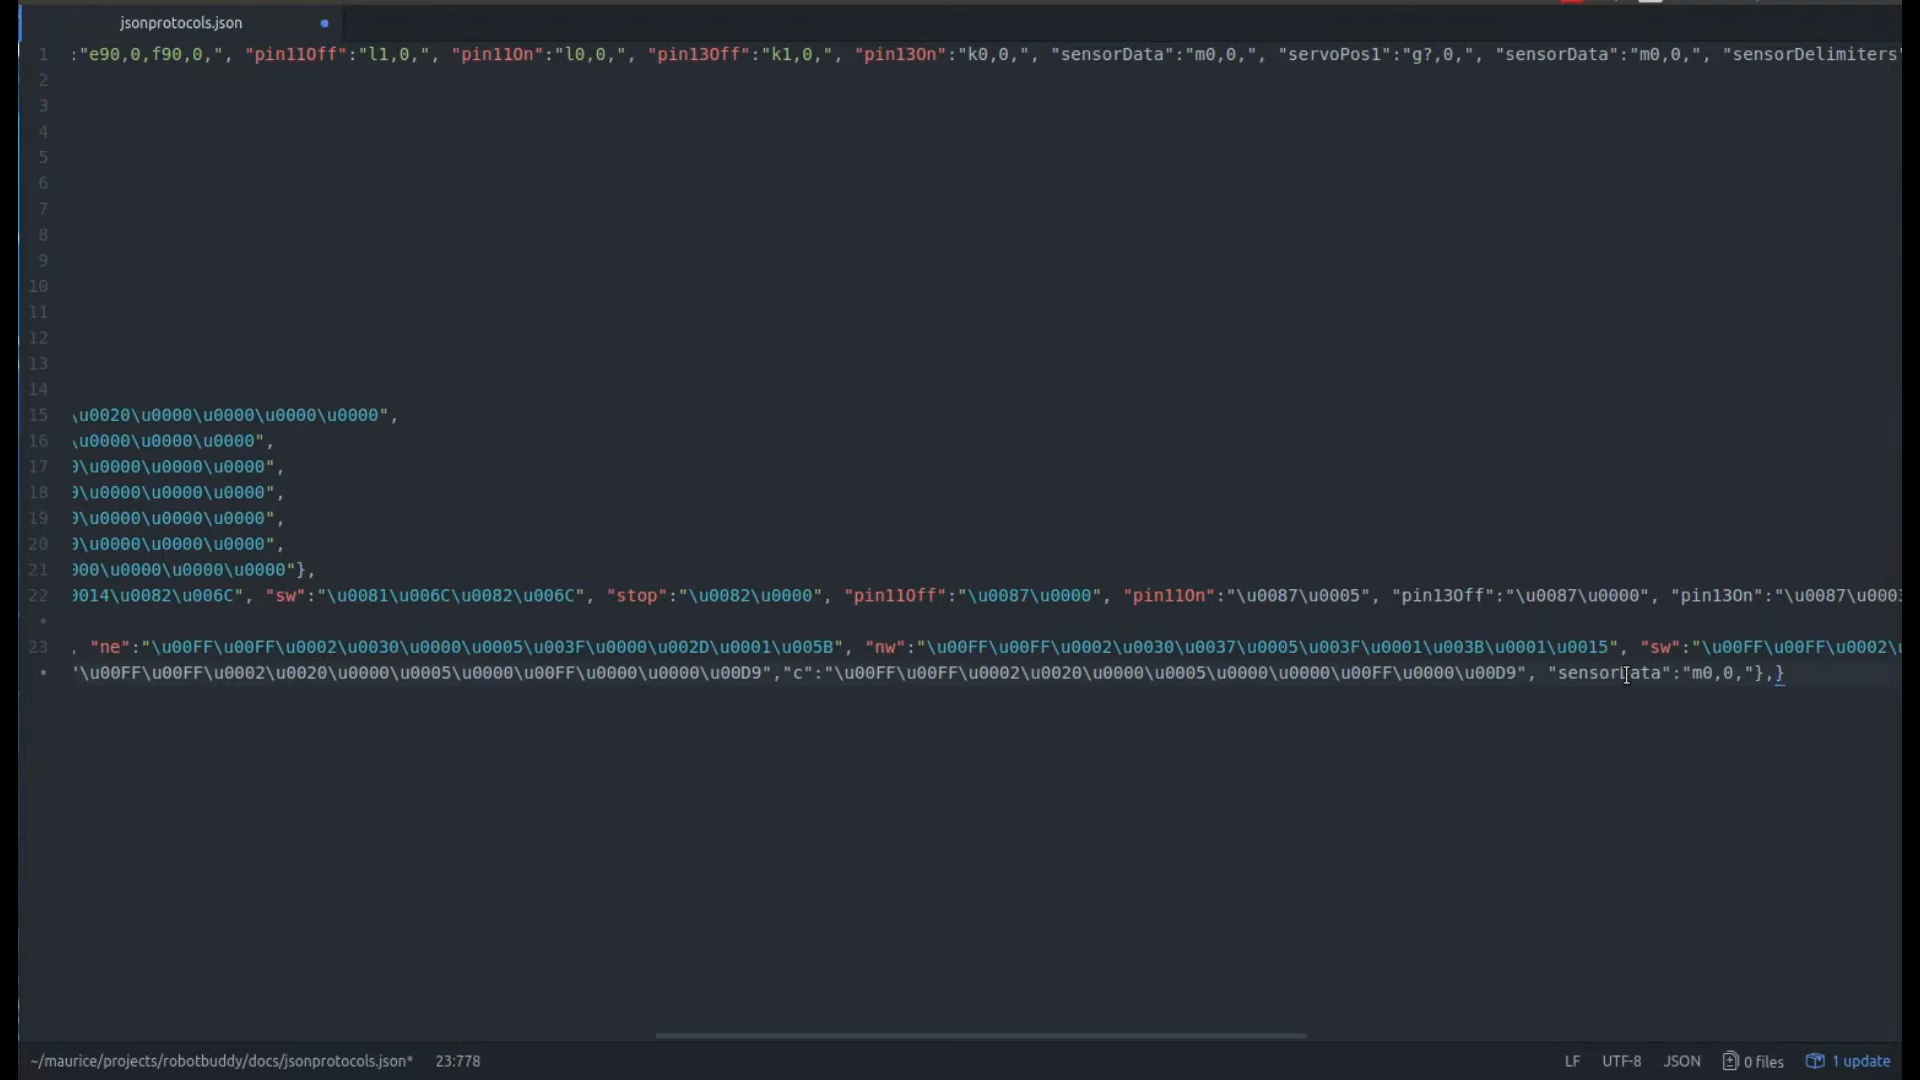 jsonprotocols.json
1 :"e90,0,f90,0,", "pin11Off":"l1,0,", "pin11On":"l0,0,", "pin13Off":"k1,0,", "pin13On":"k0,0,", "sensorData":"m0,0,", "servoPos1":"g?,0,", "sensorData":"m0,0,", "sensorDelimiters"
2
3
4
5
6
7
8
9
10
11
12
13
14
15 \u0020\u0000\u0000\u0000\u0000",
16 \u0000\u0000\u0000",
17 0\u0000\u0000\u0000",
18 0\u0000\u0000\u0000",
19 0\u0000\u0000\u0000",
20 0\u0000\u0000\u0000",
21 000\u0000\u0000\u0000"},
22 0014\u0082\u006C", "sw":"\u0081\u006C\u0082\u006C", "stop":"\u0082\u0000", "pin11Off":"\u0087\u0000", "pin11On":"\u0087\u0005", "pin13Off":"\u0087\u0000", "pin13On":"\u0087\u0003
•
23 , "ne":"\u00FF\u00FF\u0002\u0030\u0000\u0005\u003F\u0000\u002D\u0001\u005B", "nw":"\u00FF\u00FF\u0002\u0030\u0037\u0005\u003F\u0001\u003B\u0001\u0015", "sw":"\u00FF\u00FF\u0002\u
• "\u00FF\u00FF\u0002\u0020\u0000\u0005\u0000\u00FF\u0000\u0000\u00D9","c":"\u00FF\u00FF\u0002\u0020\u0000\u0005\u0000\u0000\u00FF\u0000\u00D9", "sensorData":"m0,0,"},}
~/maurice/projects/robotbuddy/docs/jsonprotocols.json* 23:778 LF UTF-8 JSON 0 files 1 update